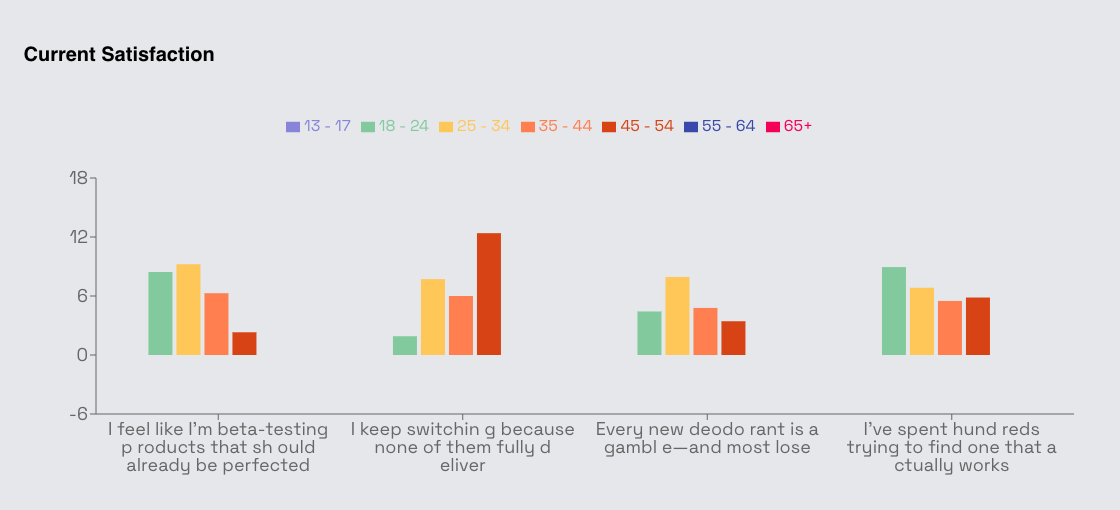 Current Satisfaction
13 - 17 18 - 24 25 - 34 35 - 44 45 - 54 55 - 64 65+
18
12
6
0
-6
I feel like I'm beta-testing
p roducts that sh ould
already be perfected
I keep switchin g because
none of them fully d
eliver
Every new deodo rant is a
gambl e—and most lose
I've spent hund reds
trying to find one that a
ctually works